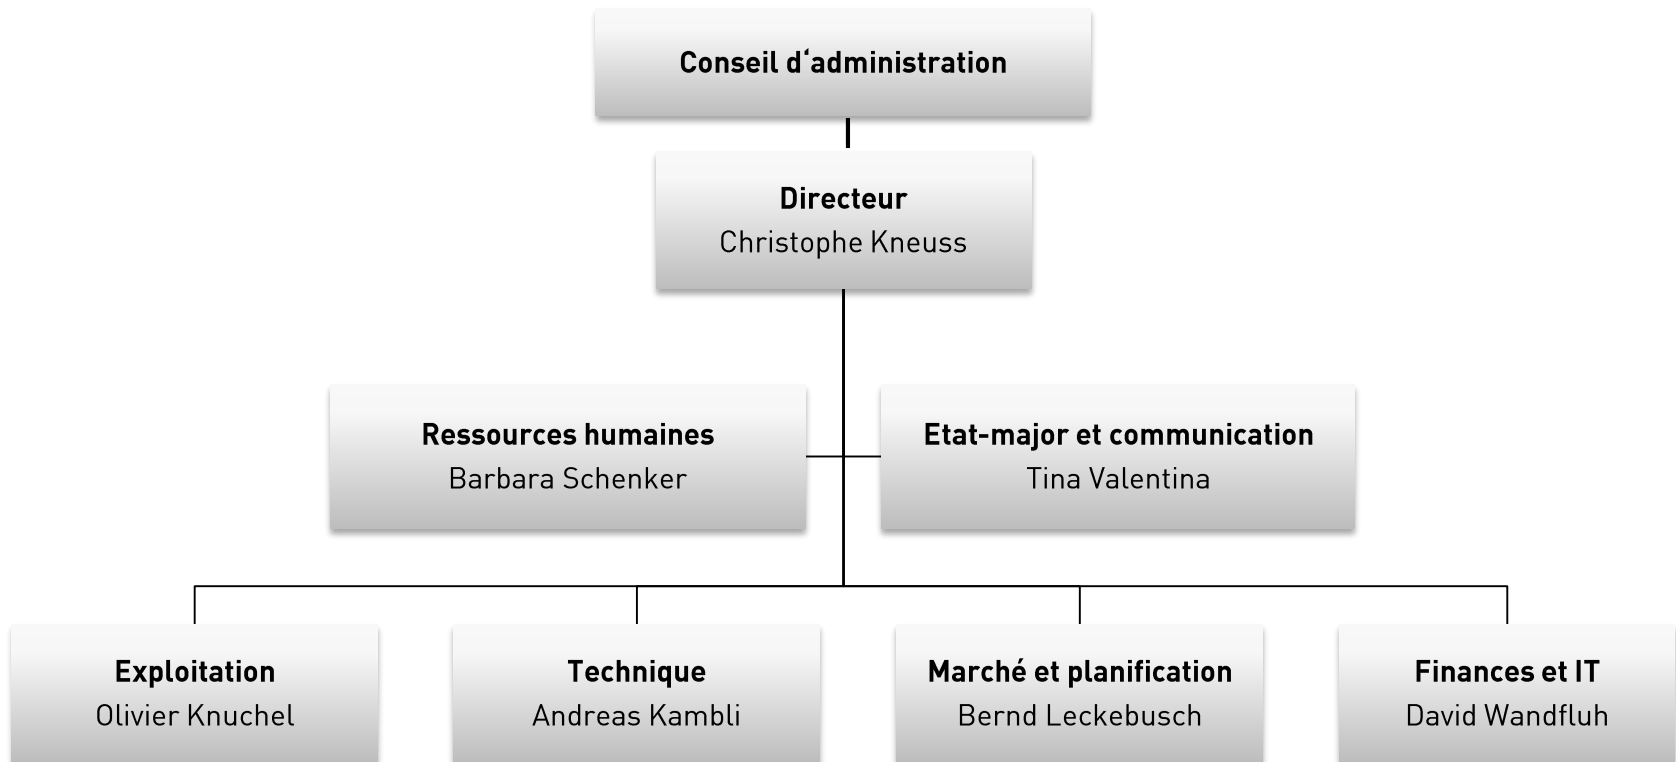 Conseil d‘administration
Directeur
Christophe Kneuss
Ressources humaines
Barbara Schenker
Etat-major et communication
Tina Valentina
Exploitation
Olivier Knuchel
Technique
Andreas Kambli
Marché et planification
Bernd Leckebusch
Finances et IT
David Wandfluh